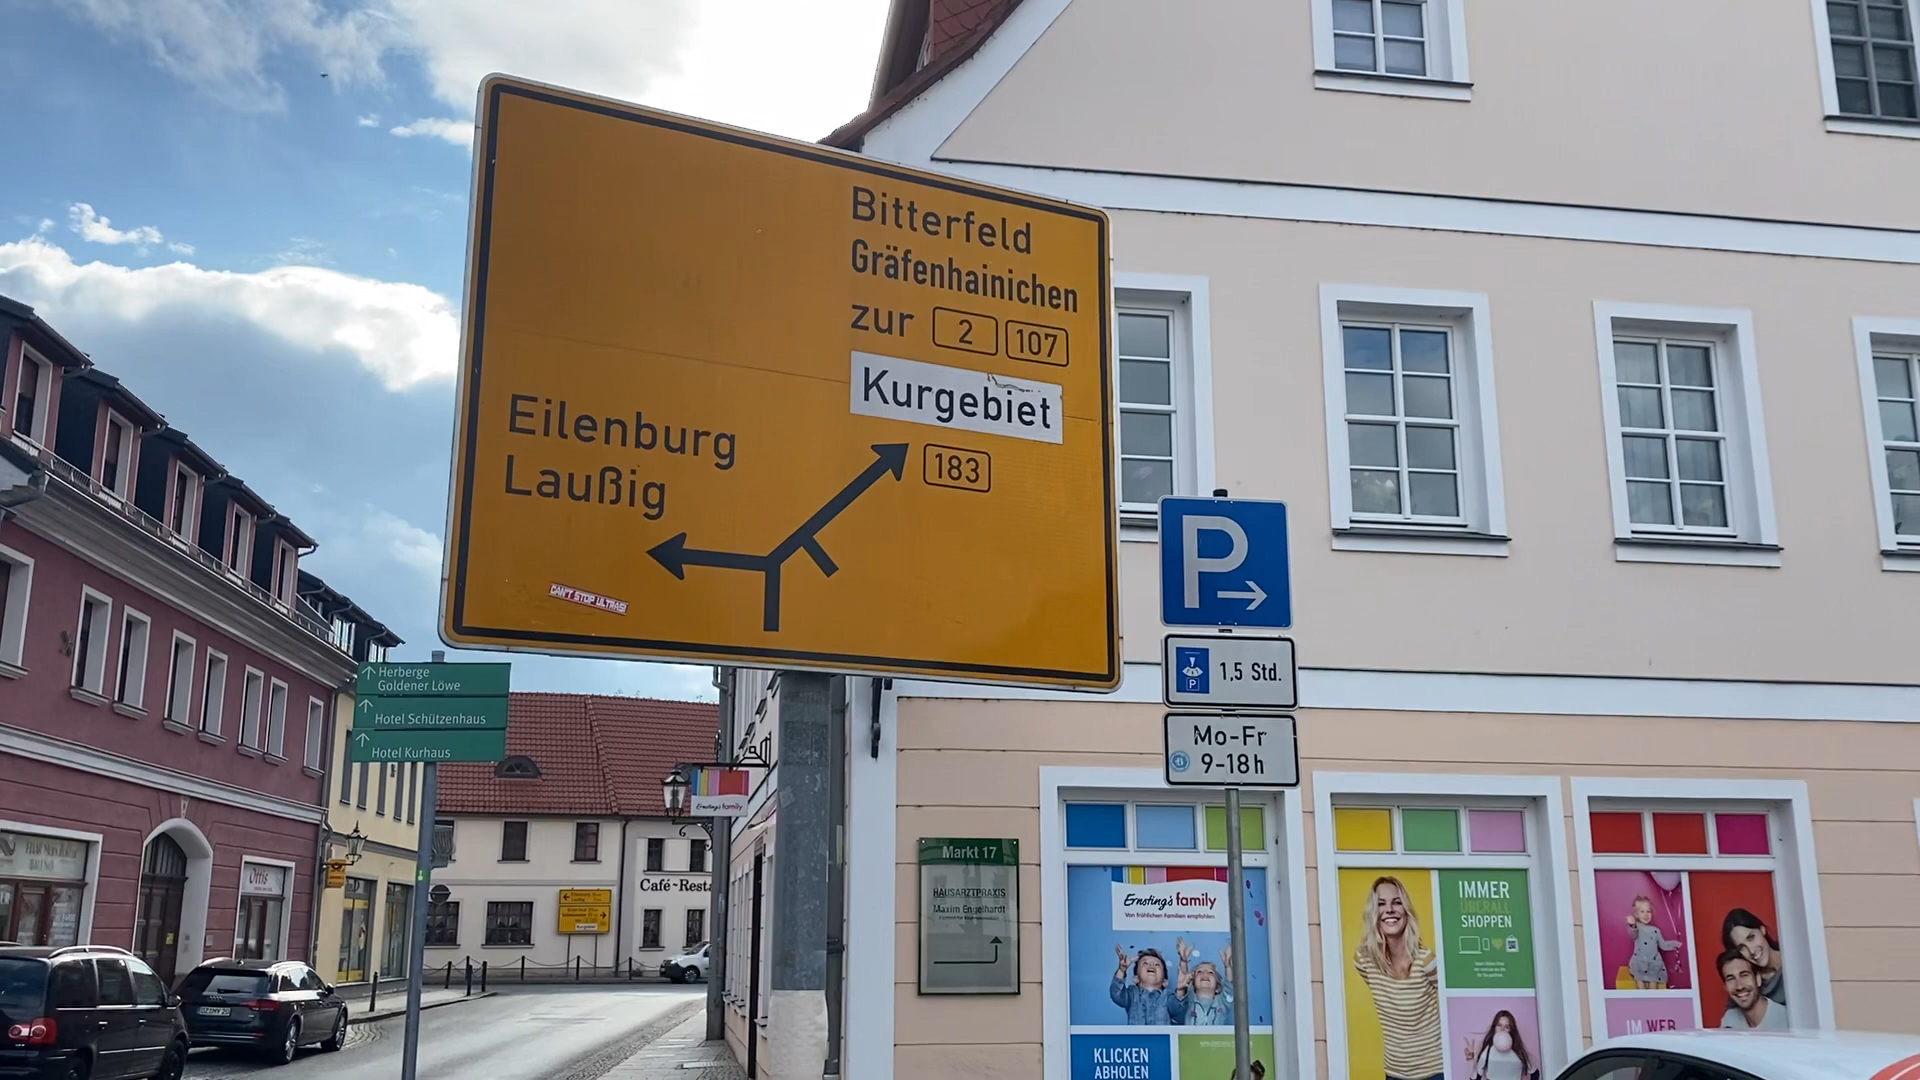 Bitterfeld
Gräfenhainichen
zur 2 107
Kurgebiet
183
Eilenburg
Laußig
CAN'T STOP ULTRAS!
P
P
1,5 Std.
Mo-Fr
9-18h
Herberge
Goldener Löwe
Hotel Schützenhaus
Hotel Kurhaus
Ernsting's family
Café-Resta
Ottis
Markt 17
HAUSARZTPRAXIS
Maxim Engelhardt
Ernsting's family
Von fröhlichen Familien empfohlen
KLICKEN
ABHOLEN
IMMER
ÜBERALL
SHOPPEN
IM WEB